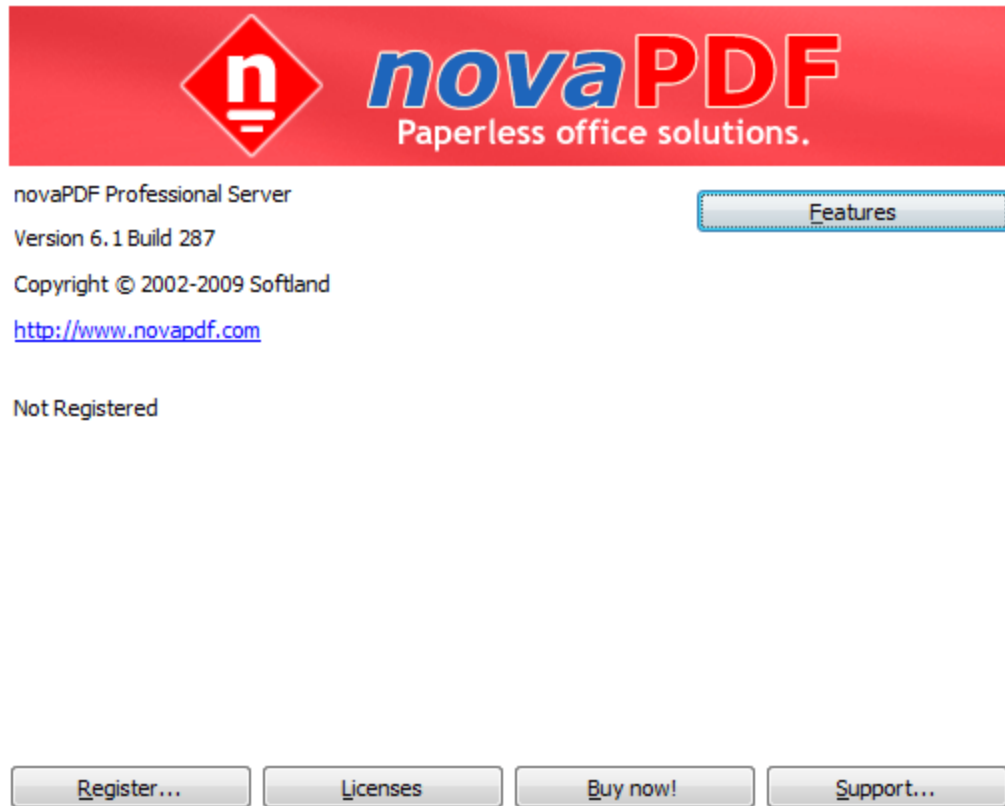 n
novaPDF
Paperless office solutions.
novaPDF Professional Server
Features
Version 6.1 Build 287
Copyright © 2002-2009 Softland
http://www.novapdf.com
Not Registered
Register... Licenses Buy now! Support...